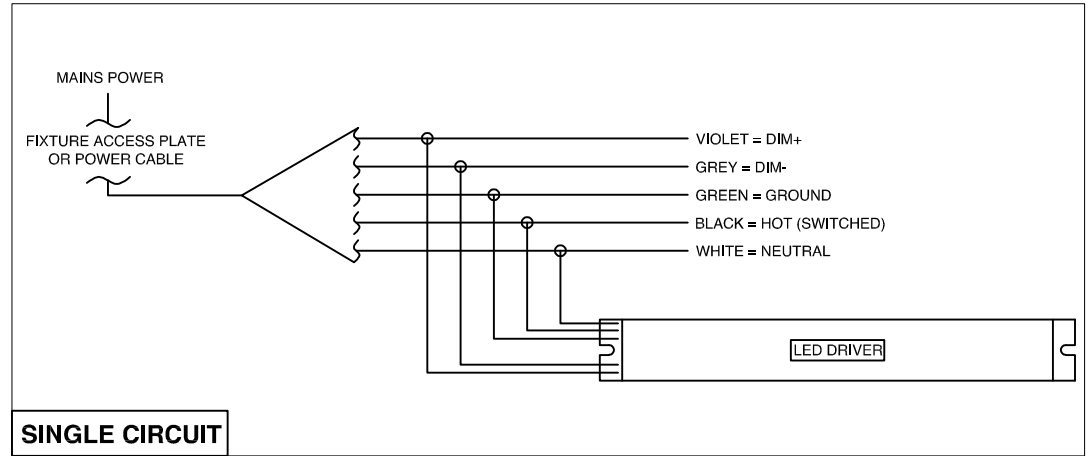 MAINS POWER
FIXTURE ACCESS PLATE
OR POWER CABLE
VIOLET = DIM+
GREY = DIM-
GREEN = GROUND
BLACK = HOT (SWITCHED)
WHITE = NEUTRAL
LED DRIVER
SINGLE CIRCUIT